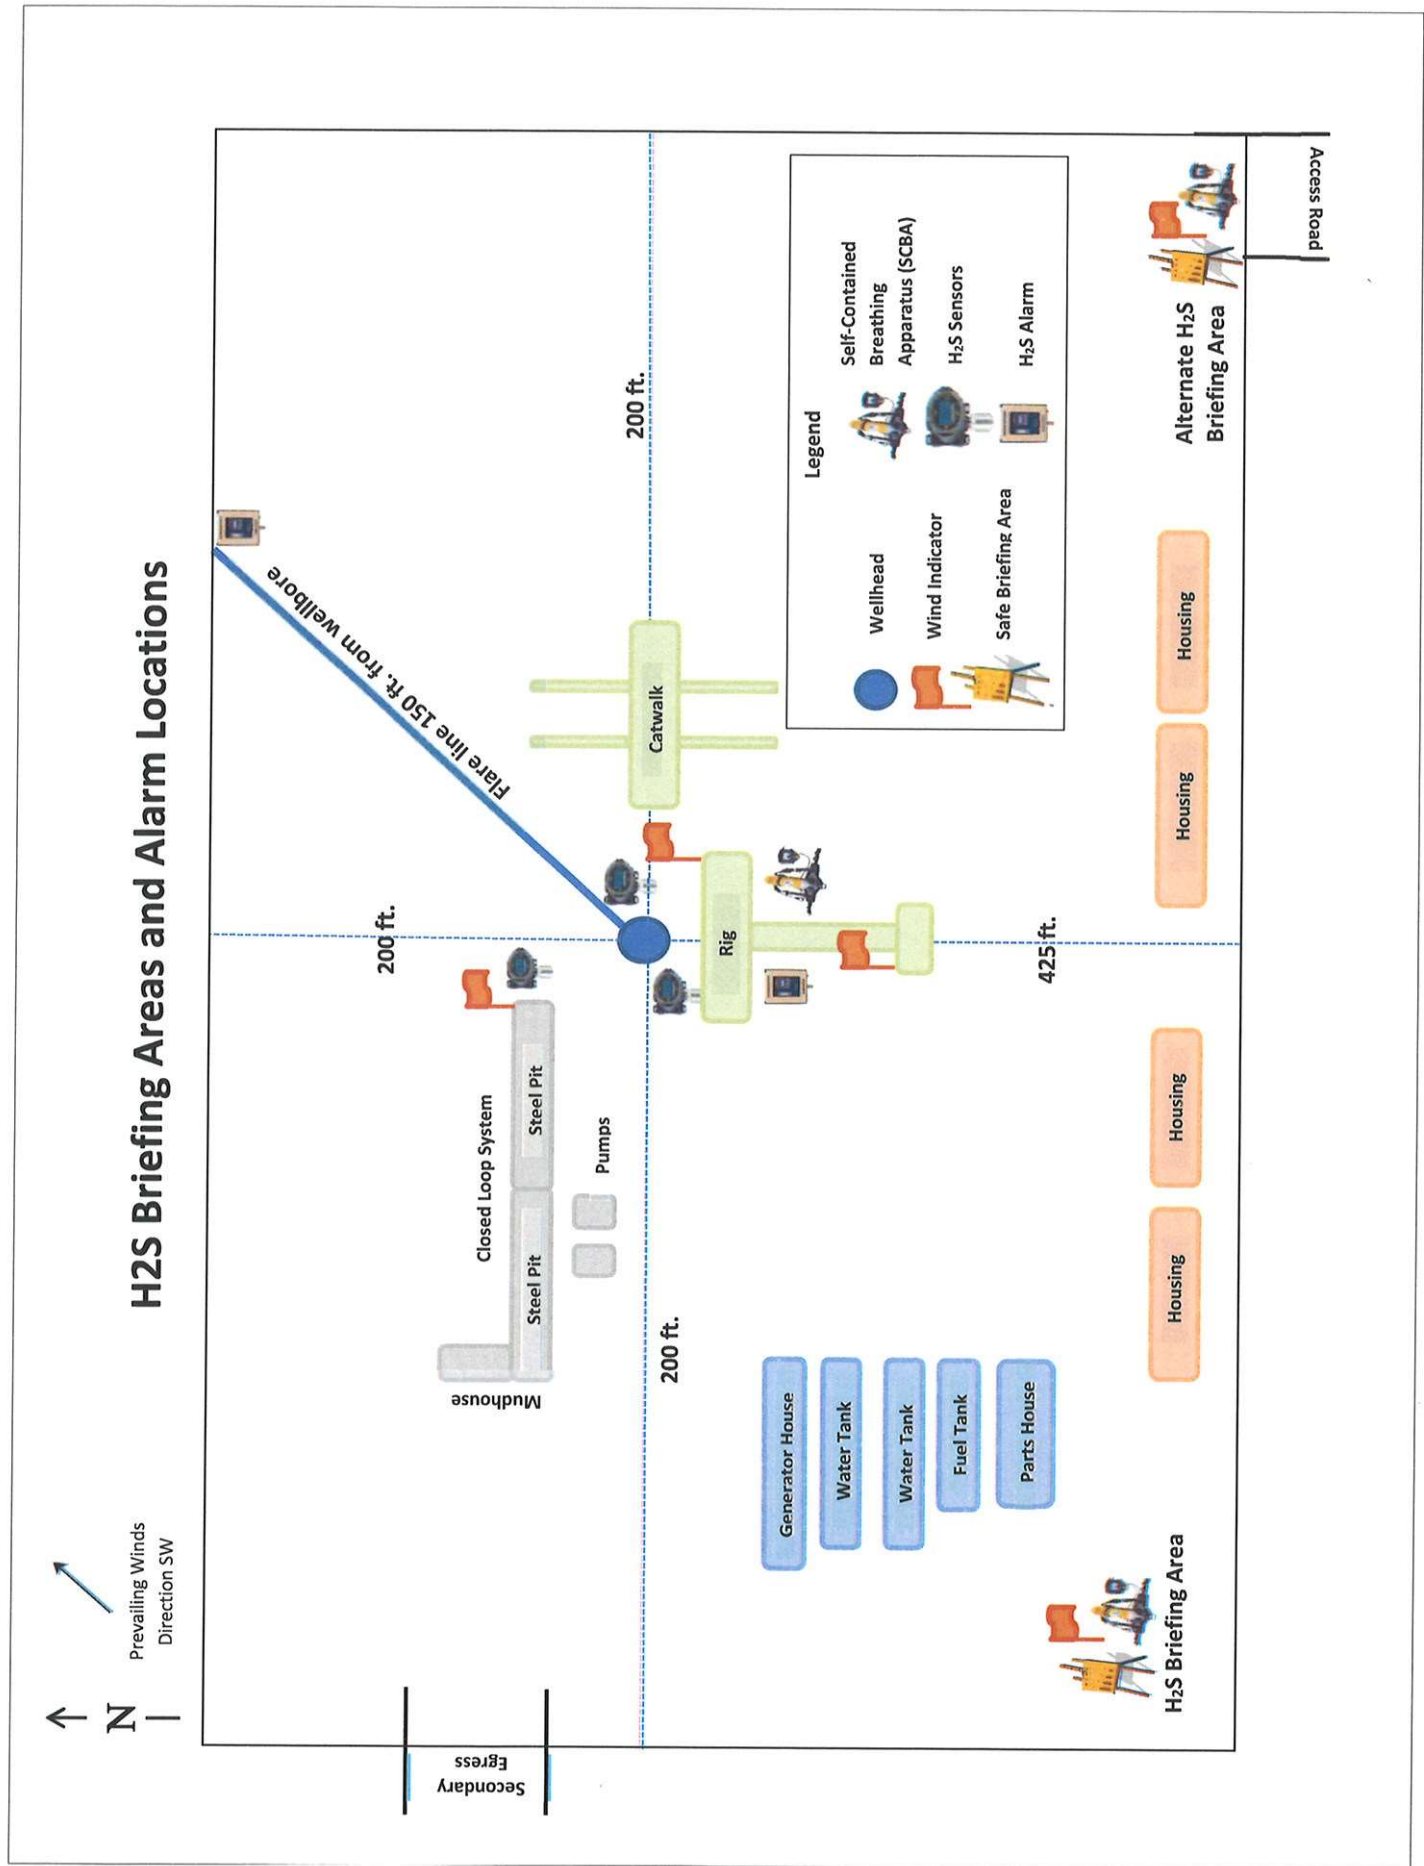 H2S Briefing Areas and Alarm Locations
N
Prevailing Winds
Direction SW
Secondary
Egress
Mudhouse
Closed Loop System
Steel Pit
Steel Pit
Pumps
200 ft.
Flare line 150 ft. from wellbore
200 ft.
200 ft.
Catwalk
Rig
425 ft.
Generator House
Water Tank
Water Tank
Fuel Tank
Parts House
Legend
Wellhead
Wind Indicator
Safe Briefing Area
Self-Contained
Breathing
Apparatus (SCBA)
H₂S Sensors
H₂S Alarm
H₂S Briefing Area
Housing
Housing
Housing
Housing
Alternate H₂S
Briefing Area
Access Road